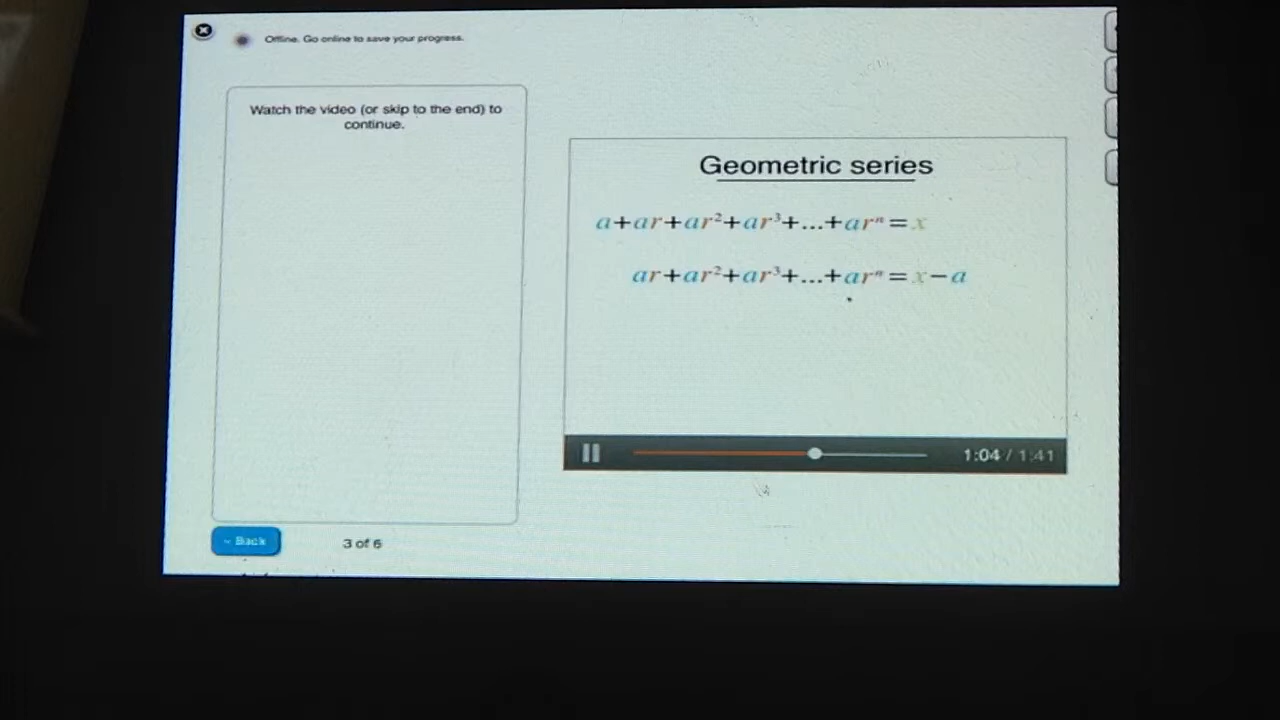 Offline. Go online to save your progress.
Watch the video (or skip to the end) to
continue.
Geometric series
a+ar+ar²+ar³+...+arⁿ=x
ar+ar²+ar³+...+arⁿ=x−a
1:04 / 1:41
Back
3 of 6